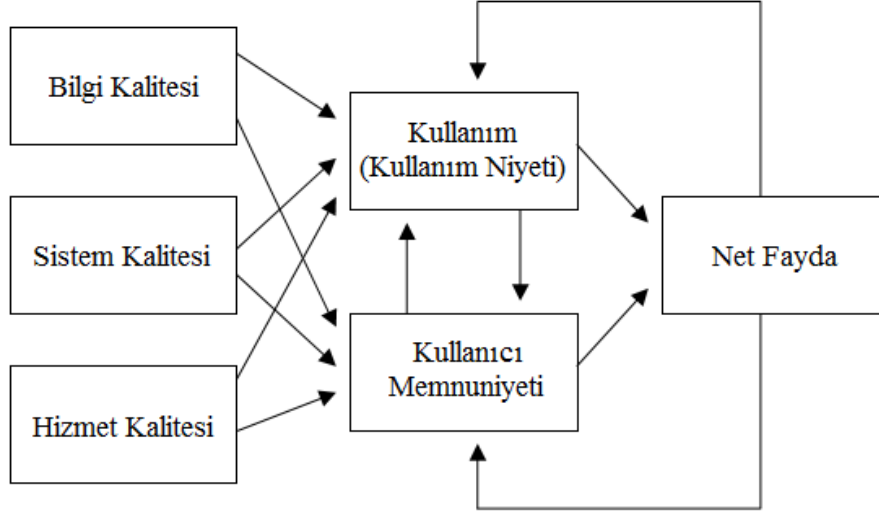 Bilgi Kalitesi
Sistem Kalitesi
Hizmet Kalitesi
Kullanım
(Kullanım Niyeti)
Kullanıcı
Memnuniyeti
Net Fayda